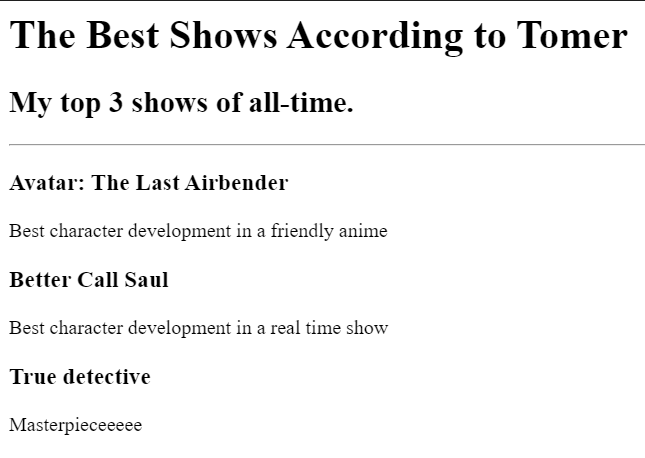 The Best Shows According to Tomer
My top 3 shows of all-time.
Avatar: The Last Airbender
Best character development in a friendly anime
Better Call Saul
Best character development in a real time show
True detective
Masterpieceeeee